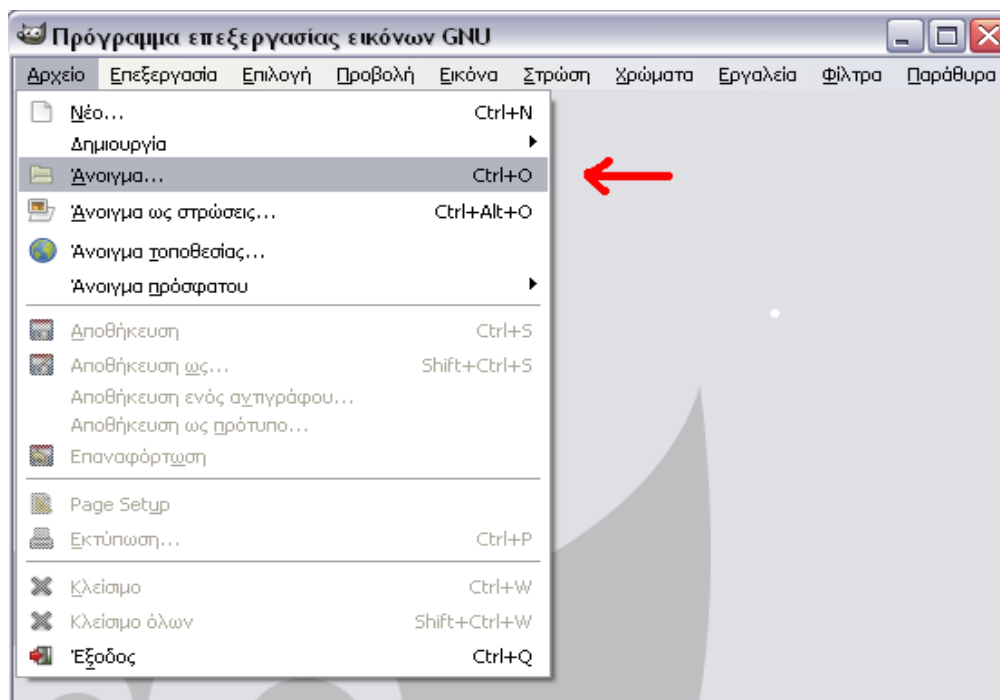 Πρόγραμμα επεξεργασίας εικόνων GNU
Αρχείο Επεξεργασία Επιλογή Προβολή Εικόνα Στρώση Χρώματα Εργαλεία Φίλτρα Παράθυρα
Νέο... Ctrl+N
Δημιουργία
Άνοιγμα... Ctrl+O
Άνοιγμα ως στρώσεις... Ctrl+Alt+O
Άνοιγμα τοποθεσίας...
Άνοιγμα πρόσφατου
Αποθήκευση Ctrl+S
Αποθήκευση ως... Shift+Ctrl+S
Αποθήκευση ενός αντιγράφου...
Αποθήκευση ως πρότυπο...
Επαναφόρτωση
Page Setup
Εκτύπωση... Ctrl+P
Κλείσιμο Ctrl+W
Κλείσιμο όλων Shift+Ctrl+W
Έξοδος Ctrl+Q